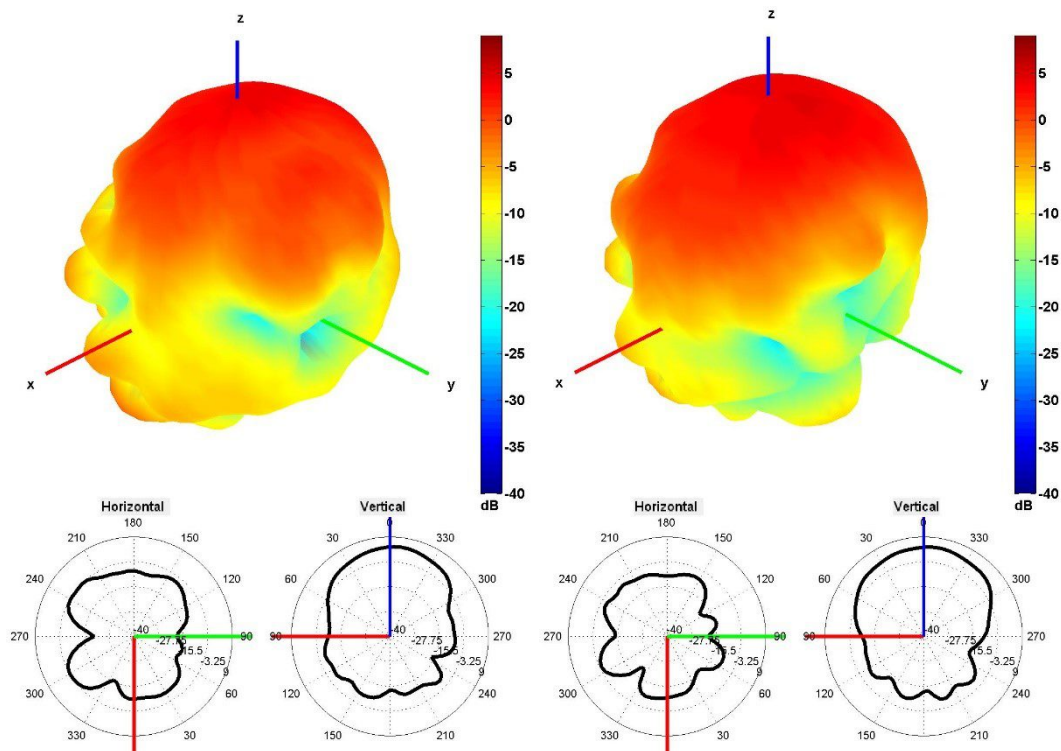 z z
5 5
0 0
-5 -5
-10 -10
-15 -15
-20 -20
-25 -25
x y x y
-30 -30
-35 -35
-40 -40
dB dB
Horizontal Vertical Horizontal Vertical
180 0 180 0
210 150 30 330 210 150 30 330
240 120 60 300 240 120 60 300
270 -40 90 90 -40 270 270 -40 90 90 -40 270
-27.75 -27.75 -27.75 -27.75
-15.5 -15.5 -15.5 -15.5
-3.25 -3.25 -3.25 -3.25
300 9 60 120 9 240 300 9 60 120 9 240
330 30 150 210 330 30 150 210